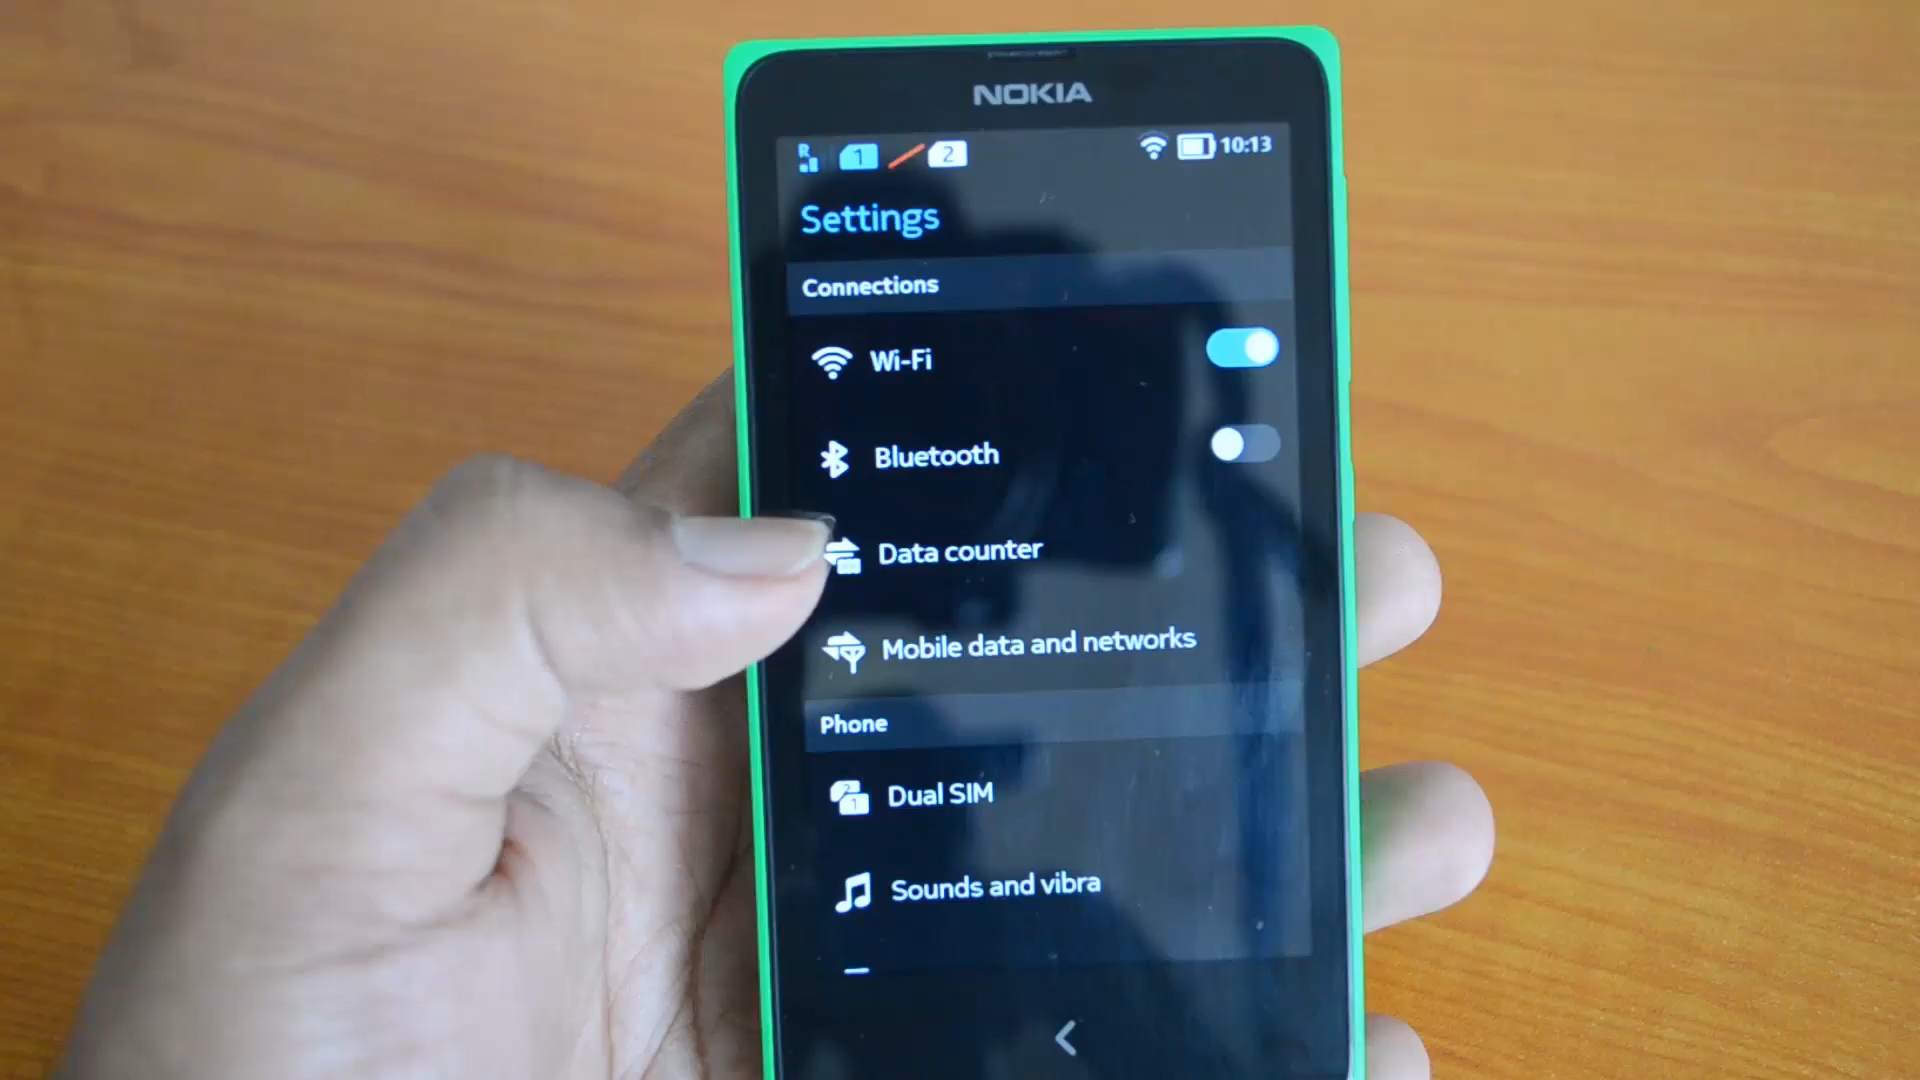 NOKIA
R 1 2 10:13
Settings
Connections
Wi-Fi
Bluetooth
Data counter
Mobile data and networks
Phone
Dual SIM
Sounds and vibra